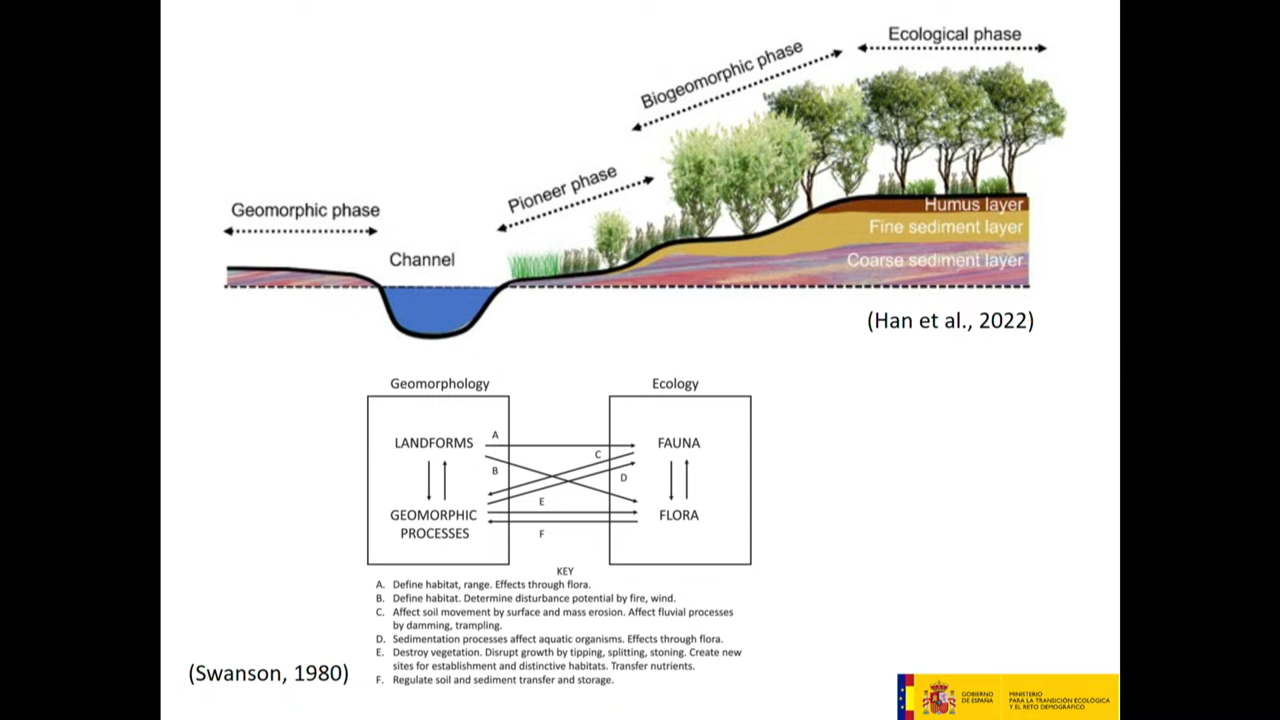 Ecological phase
Biogeomorphic phase
Pioneer phase
Geomorphic phase
Channel
Humus layer
Fine sediment layer
Coarse sediment layer
(Han et al., 2022)
Geomorphology
Ecology
LANDFORMS
A
FAUNA
C
B
D
E
GEOMORPHIC
PROCESSES
FLORA
F
KEY
A. Define habitat, range. Effects through flora.
B. Define habitat. Determine disturbance potential by fire, wind.
C. Affect soil movement by surface and mass erosion. Affect fluvial processes
by damming, trampling.
D. Sedimentation processes affect aquatic organisms. Effects through flora.
E. Destroy vegetation. Disrupt growth by tipping, splitting, stoning. Create new
sites for establishment and distinctive habitats. Transfer nutrients.
F. Regulate soil and sediment transfer and storage.
(Swanson, 1980)
GOBIERNO
DE ESPAÑA
MINISTERIO
PARA LA TRANSICIÓN ECOLÓGICA
Y EL RETO DEMOGRÁFICO